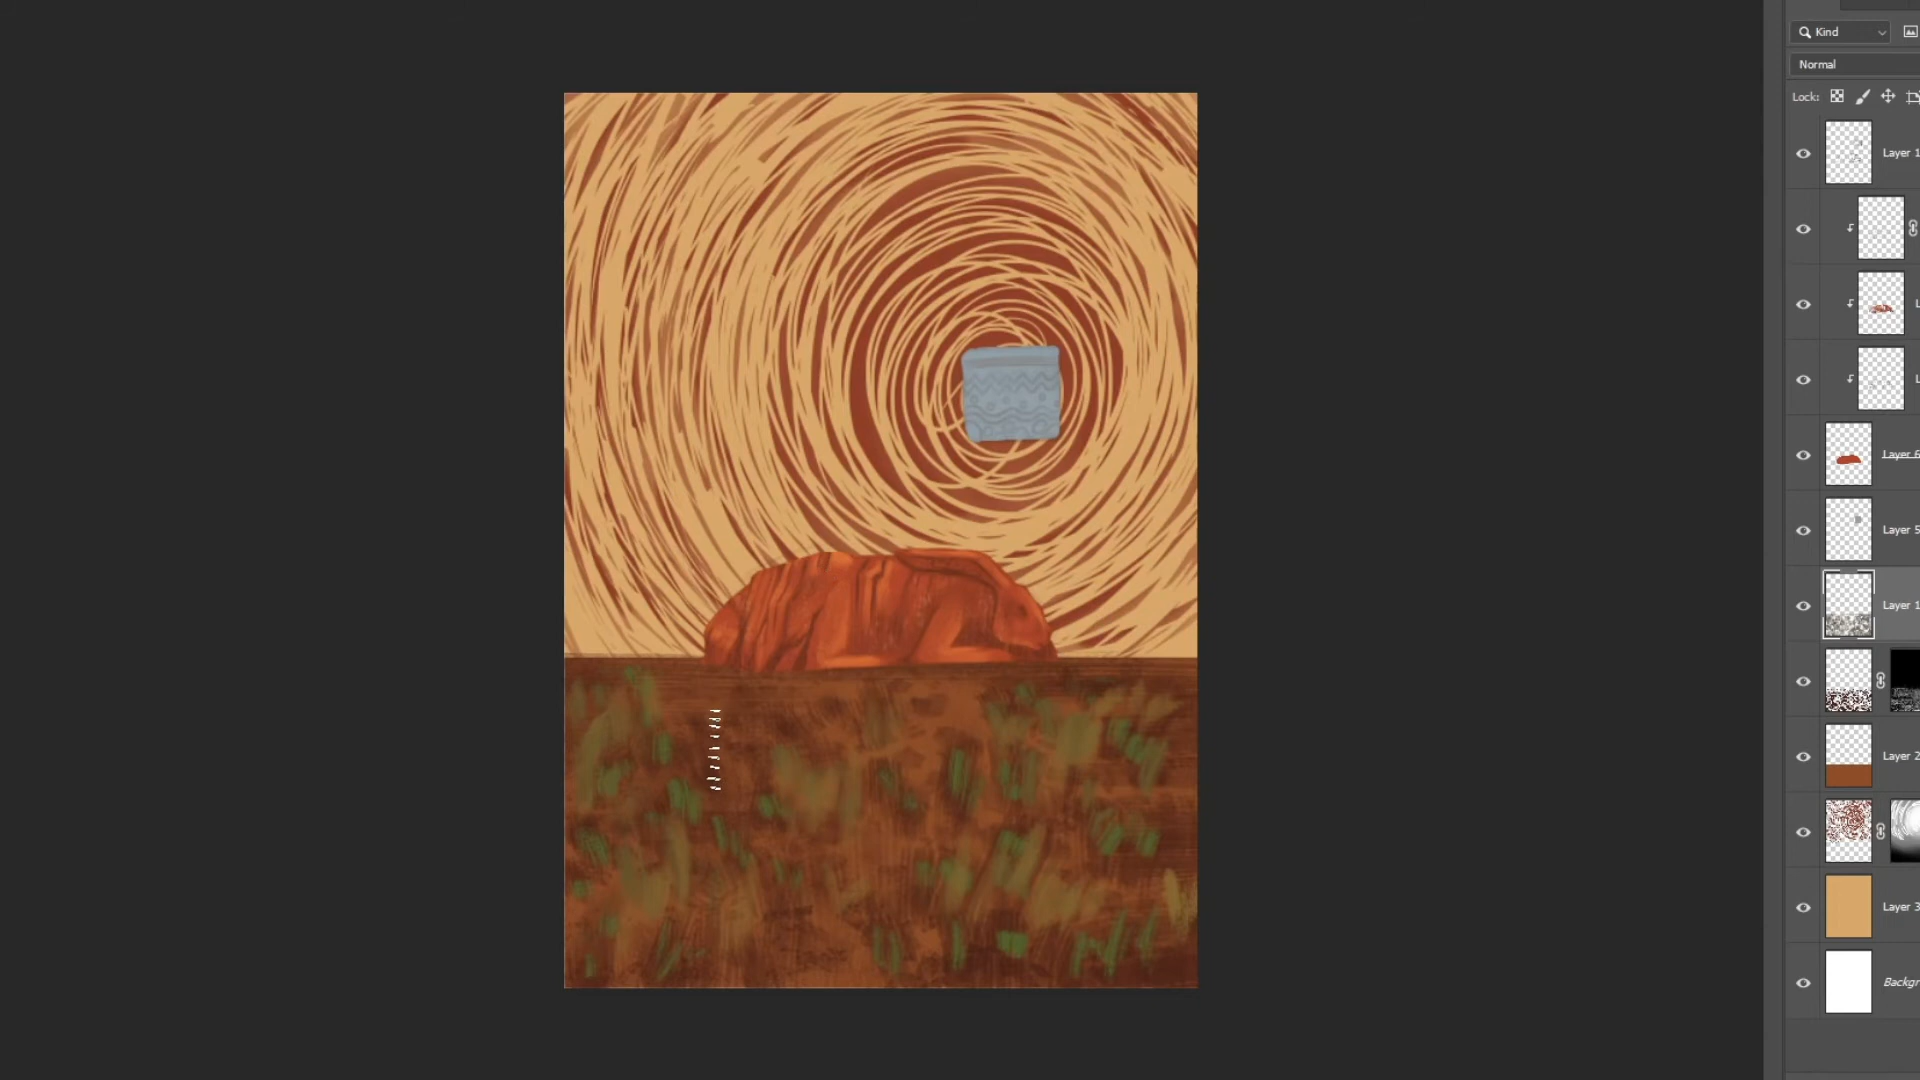 Kind
Normal
Lock:
Layer 1
L
L
Layer 6
Layer 5
Layer 1
Layer 2
Layer 3
Backgr